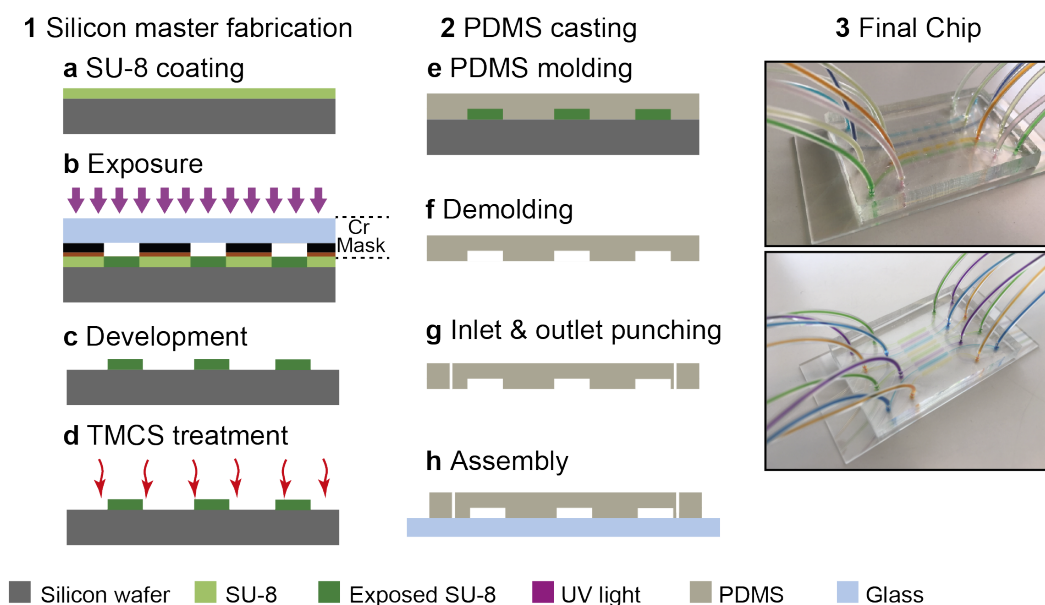 1 Silicon master fabrication
a SU-8 coating
b Exposure
Cr
Mask
c Development
d TMCS treatment
2 PDMS casting
e PDMS molding
f Demolding
g Inlet & outlet punching
h Assembly
3 Final Chip
Silicon wafer
SU-8
Exposed SU-8
UV light
PDMS
Glass